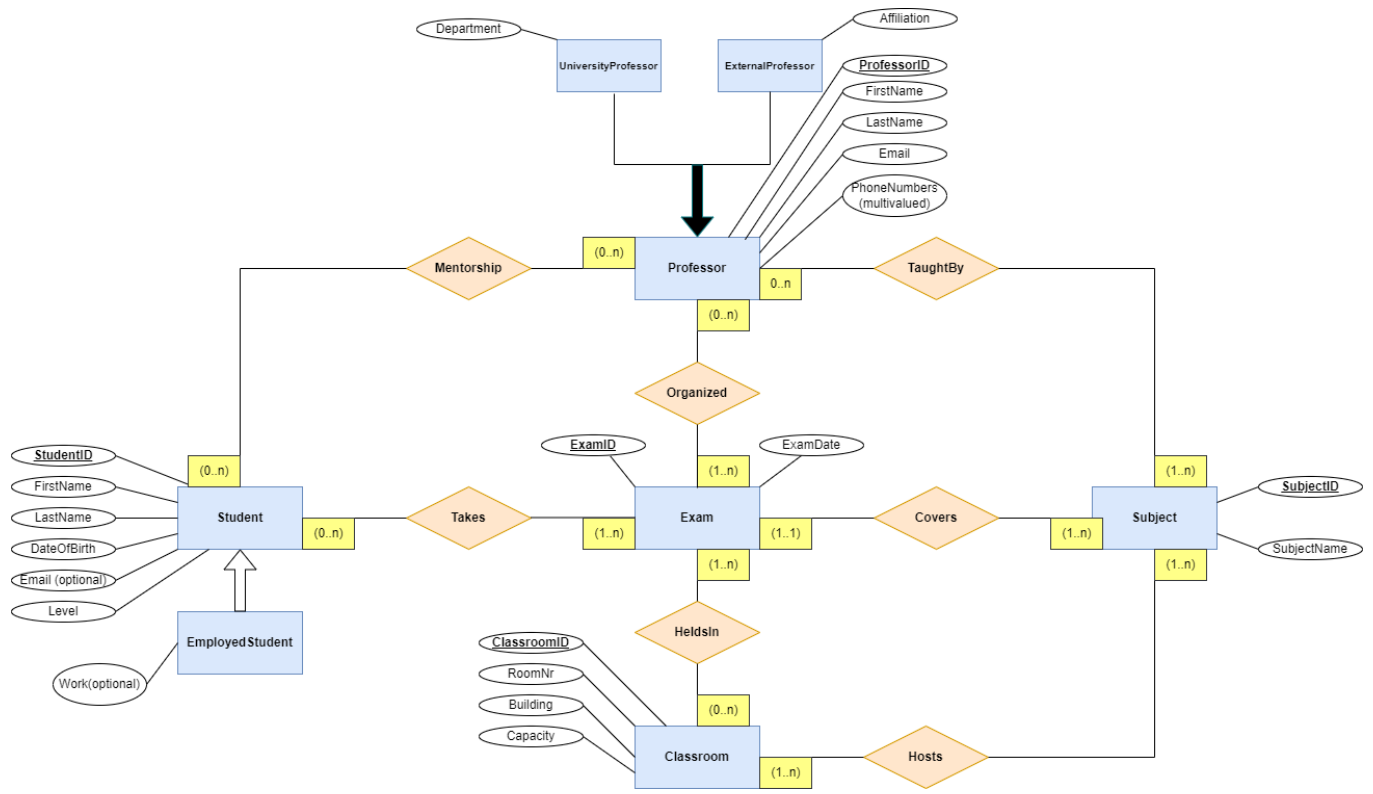 Affiliation
Department
UniversityProfessor
ExternalProfessor
ProfessorID
FirstName
LastName
Email
PhoneNumbers
(multivalued)
Mentorship
(0..n)
Professor
0..n
TaughtBy
(0..n)
Organized
StudentID
FirstName
LastName
DateOfBirth
Email (optional)
Level
(0..n)
Student
(0..n)
Takes
ExamID
ExamDate
(1..n)
(1..n)
Exam
(1..1)
(1..n)
Covers
(1..n)
(1..n)
Subject
(1..n)
SubjectID
SubjectName
EmployedStudent
Work(optional)
HeldsIn
ClassroomID
RoomNr
Building
Capacity
(0..n)
Classroom
(1..n)
Hosts